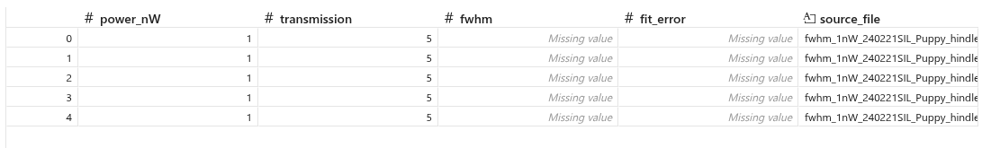 # power_nW # transmission # fwhm # fit_error A source_file
0 1 5 Missing value Missing value fwhm_1nW_240221SIL_Puppy_hindle
1 1 5 Missing value Missing value fwhm_1nW_240221SIL_Puppy_hindle
2 1 5 Missing value Missing value fwhm_1nW_240221SIL_Puppy_hindle
3 1 5 Missing value Missing value fwhm_1nW_240221SIL_Puppy_hindle
4 1 5 Missing value Missing value fwhm_1nW_240221SIL_Puppy_hindle